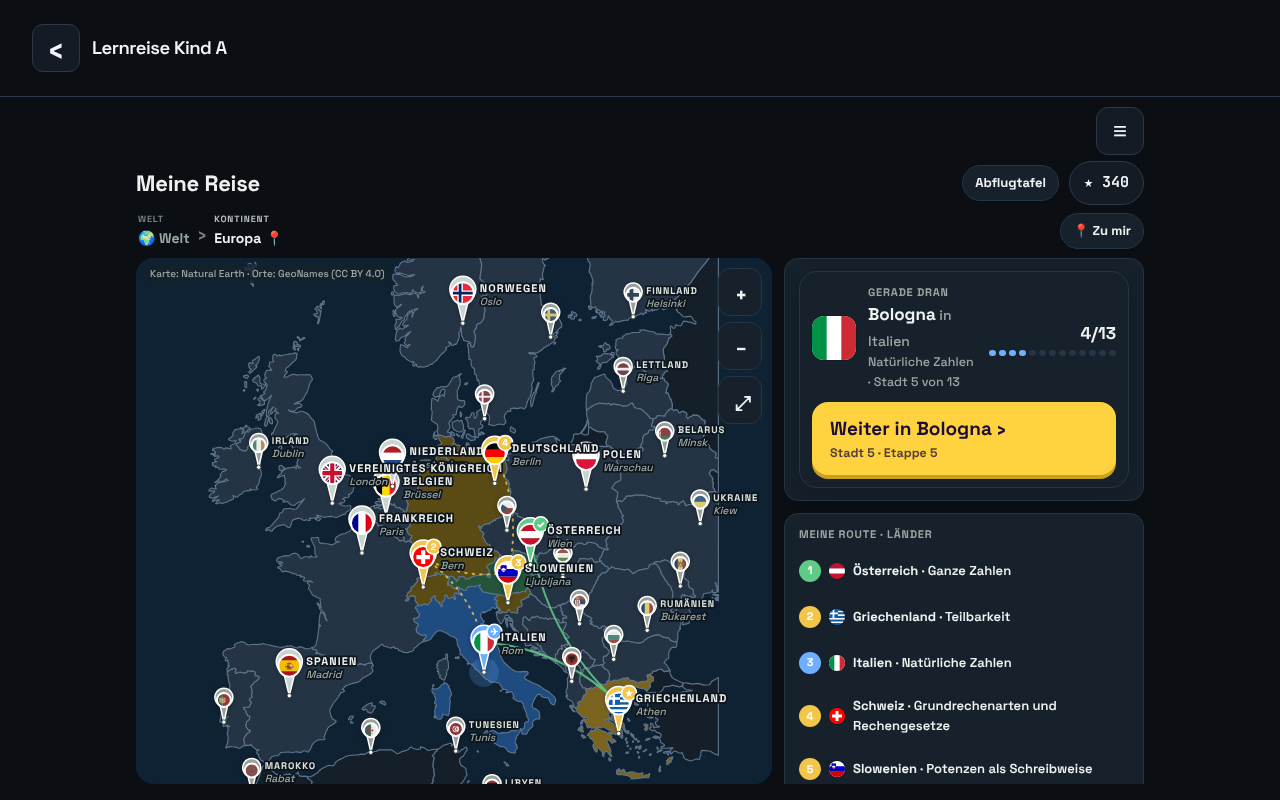 <
Lernreise Kind A
≡
Meine Reise
Abflugtafel
★ 340
WELT
KONTINENT
🌍 Welt > Europa 📍
📍 Zu mir
Karte: Natural Earth · Orte: GeoNames (CC BY 4.0)
+
−
NORWEGEN
Oslo
FINNLAND
Helsinki
LETTLAND
Riga
BELARUS
Minsk
IRLAND
Dublin
NIEDERLAND
4
DEUTSCHLAND
Berlin
POLEN
Warschau
VEREINIGTES KÖNIGREICH
London
BELGIEN
Brüssel
UKRAINE
Kiew
FRANKREICH
Paris
ÖSTERREICH
Wien
2
SCHWEIZ
Bern
3
SLOWENIEN
Ljubljana
RUMÄNIEN
Bukarest
ITALIEN
Rom
SPANIEN
Madrid
GRIECHENLAND
Athen
TUNESIEN
Tunis
MAROKKO
Rabat
LIBYEN
GERADE DRAN
Bologna in
Italien
4/13
Natürliche Zahlen
· Stadt 5 von 13
Weiter in Bologna >
Stadt 5 · Etappe 5
MEINE ROUTE · LÄNDER
1 Österreich · Ganze Zahlen
2 Griechenland · Teilbarkeit
3 Italien · Natürliche Zahlen
4 Schweiz · Grundrechenarten und
Rechengesetze
5 Slowenien · Potenzen als Schreibweise